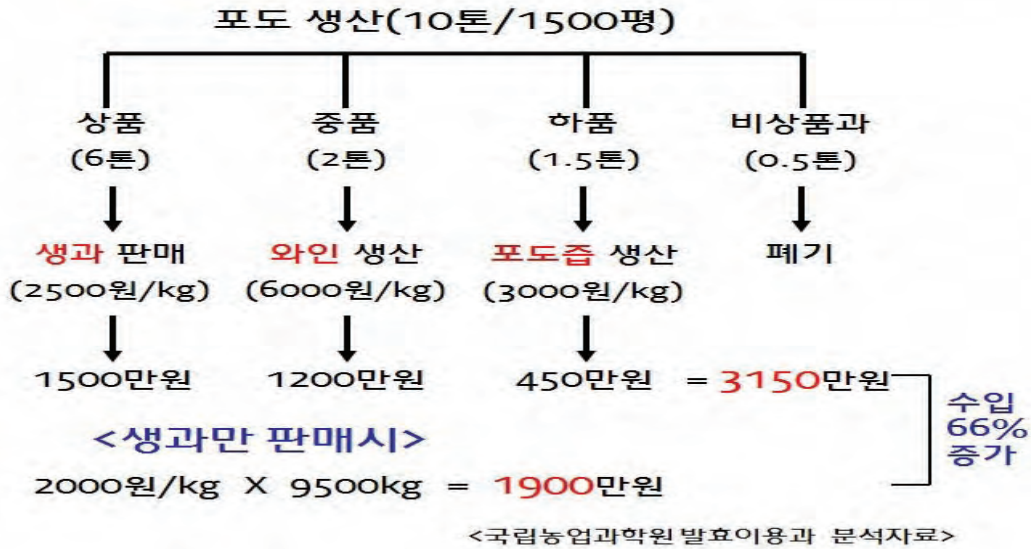 포도 생산(10톤/1500평)
상품 중품 하품 비상품과
(6톤) (2톤) (1.5톤) (0.5톤)
생과 판매 와인 생산 포도즙 생산 폐기
(2500원/kg) (6000원/kg) (3000원/kg)
1500만원 1200만원 450만원 = 3150만원
<생과만 판매시>
2000원/kg X 9500kg = 1900만원
수입
66%
증가
<국립농업과학원 발효이용과 분석자료>